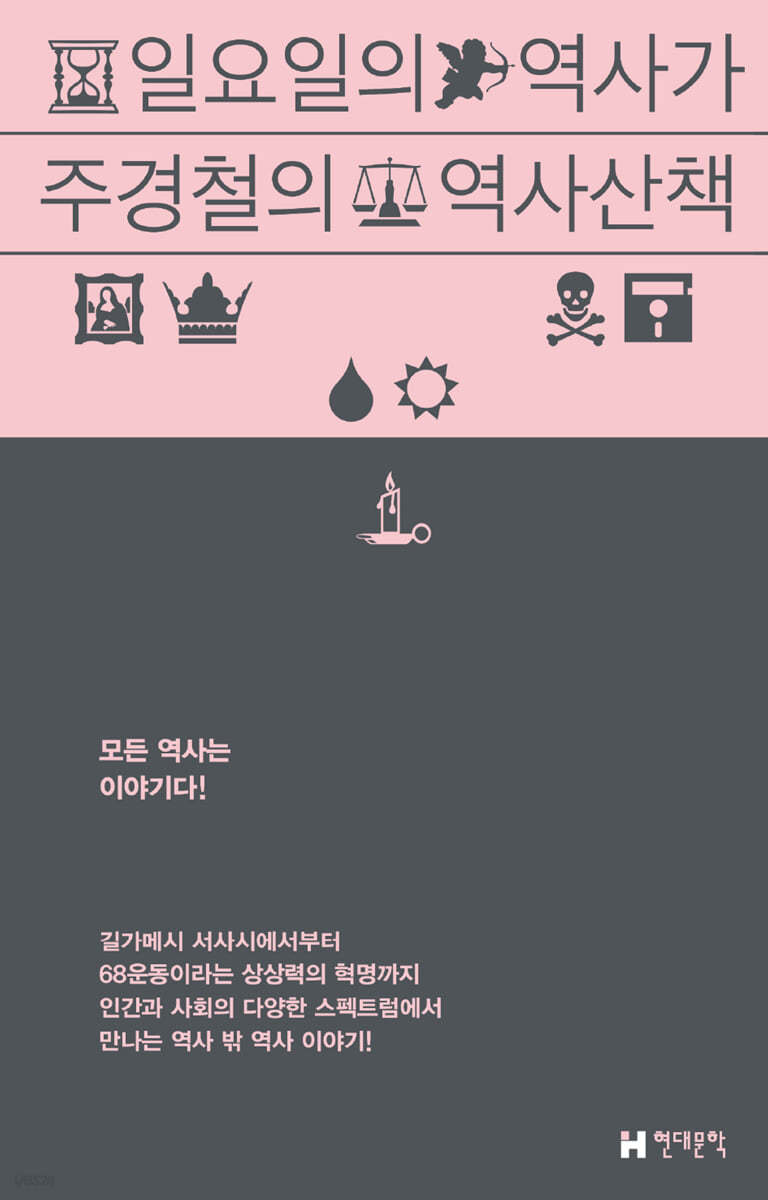 일요일의 역사가
주경철의 역사산책
모든 역사는
이야기다!
길가메시 서사시에서부터
68운동이라는 상상력의 혁명까지
인간과 사회의 다양한 스펙트럼에서
만나는 역사 밖 역사 이야기!
H 현대문학